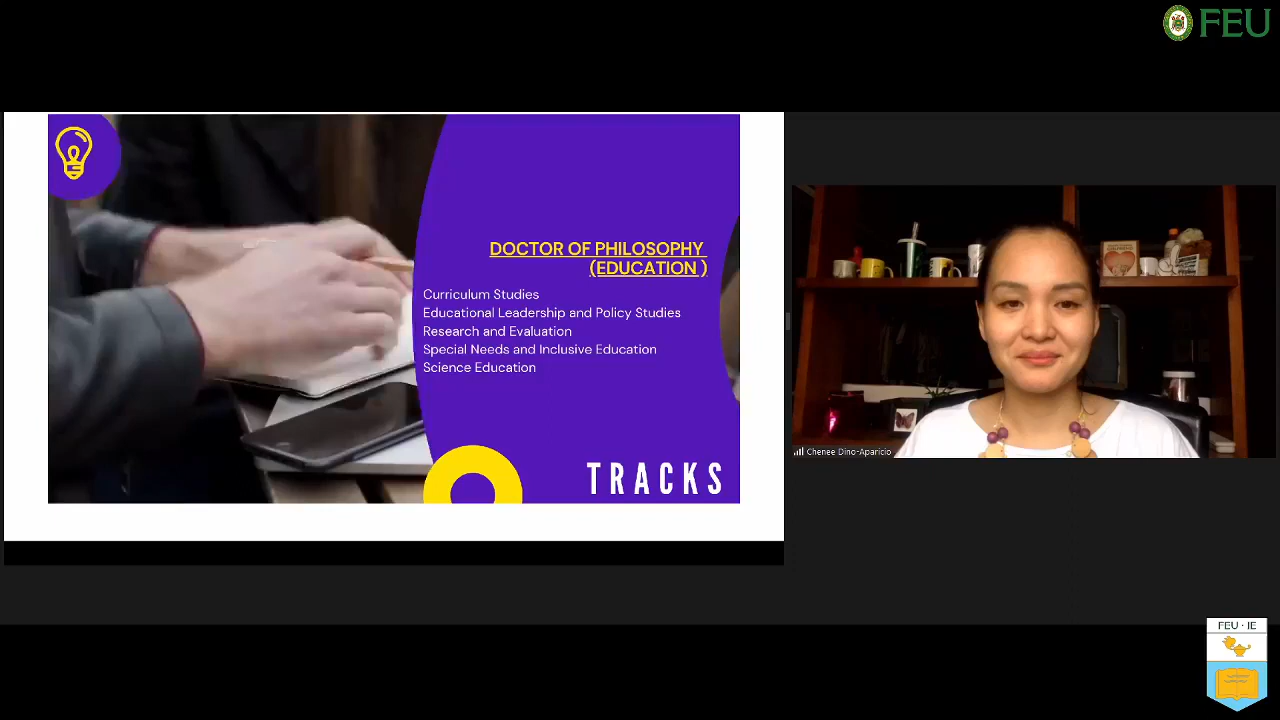 FEU
DOCTOR OF PHILOSOPHY
(EDUCATION )
Curriculum Studies
Educational Leadership and Policy Studies
Research and Evaluation
Special Needs and Inclusive Education
Science Education
TRACKS
Chenee Dino-Aparicio
FEU · IE